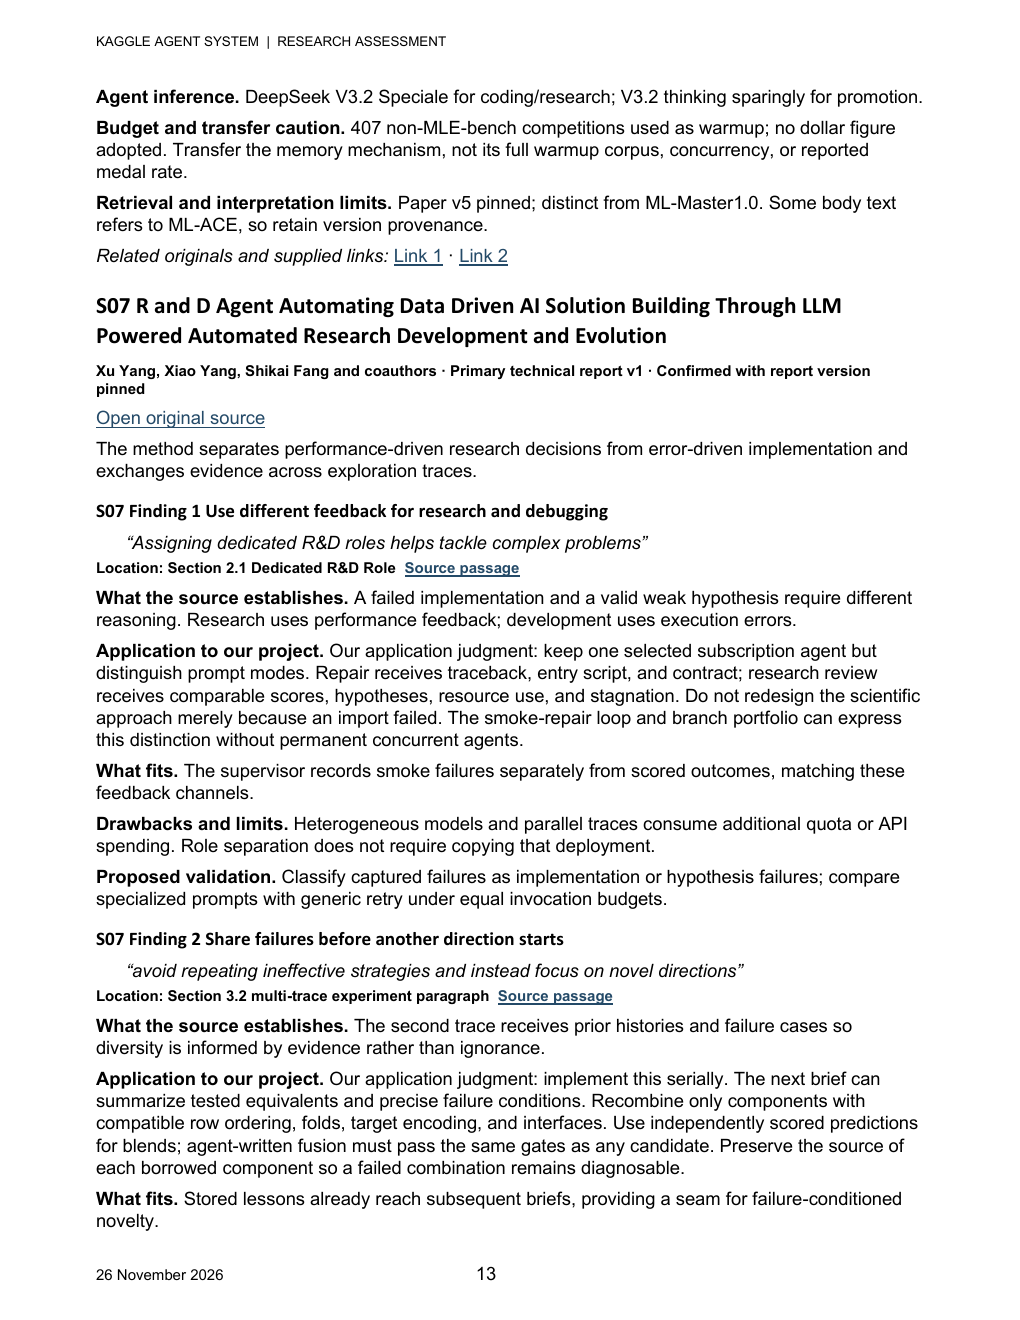 KAGGLE AGENT SYSTEM | RESEARCH ASSESSMENT
Agent inference. DeepSeek V3.2 Speciale for coding/research; V3.2 thinking sparingly for promotion.
Budget and transfer caution. 407 non-MLE-bench competitions used as warmup; no dollar figure
adopted. Transfer the memory mechanism, not its full warmup corpus, concurrency, or reported
medal rate.
Retrieval and interpretation limits. Paper v5 pinned; distinct from ML-Master1.0. Some body text
refers to ML-ACE, so retain version provenance.
Related originals and supplied links: Link 1 · Link 2
S07 R and D Agent Automating Data Driven AI Solution Building Through LLM
Powered Automated Research Development and Evolution
Xu Yang, Xiao Yang, Shikai Fang and coauthors · Primary technical report v1 · Confirmed with report version
pinned
Open original source
The method separates performance-driven research decisions from error-driven implementation and
exchanges evidence across exploration traces.
S07 Finding 1 Use different feedback for research and debugging
“Assigning dedicated R&D roles helps tackle complex problems”
Location: Section 2.1 Dedicated R&D Role Source passage
What the source establishes. A failed implementation and a valid weak hypothesis require different
reasoning. Research uses performance feedback; development uses execution errors.
Application to our project. Our application judgment: keep one selected subscription agent but
distinguish prompt modes. Repair receives traceback, entry script, and contract; research review
receives comparable scores, hypotheses, resource use, and stagnation. Do not redesign the scientific
approach merely because an import failed. The smoke-repair loop and branch portfolio can express
this distinction without permanent concurrent agents.
What fits. The supervisor records smoke failures separately from scored outcomes, matching these
feedback channels.
Drawbacks and limits. Heterogeneous models and parallel traces consume additional quota or API
spending. Role separation does not require copying that deployment.
Proposed validation. Classify captured failures as implementation or hypothesis failures; compare
specialized prompts with generic retry under equal invocation budgets.
S07 Finding 2 Share failures before another direction starts
“avoid repeating ineffective strategies and instead focus on novel directions”
Location: Section 3.2 multi-trace experiment paragraph Source passage
What the source establishes. The second trace receives prior histories and failure cases so
diversity is informed by evidence rather than ignorance.
Application to our project. Our application judgment: implement this serially. The next brief can
summarize tested equivalents and precise failure conditions. Recombine only components with
compatible row ordering, folds, target encoding, and interfaces. Use independently scored predictions
for blends; agent-written fusion must pass the same gates as any candidate. Preserve the source of
each borrowed component so a failed combination remains diagnosable.
What fits. Stored lessons already reach subsequent briefs, providing a seam for failure-conditioned
novelty.
26 November 2026 13